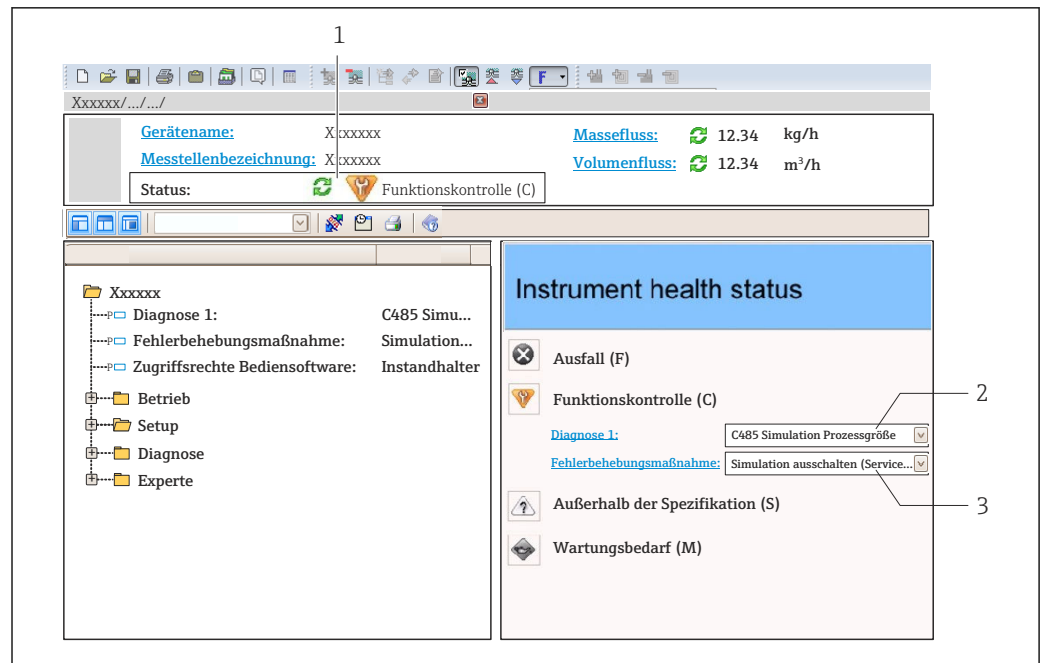 1
F
Xxxxxx/.../.../
Gerätename: Xxxxxxx
Massefluss: 12.34 kg/h
Messtellenbezeichnung: Xxxxxxx
Volumenfluss: 12.34 m³/h
Status: Funktionskontrolle (C)
Xxxxxx
P Diagnose 1: C485 Simu...
P Fehlerbehebungsmaßnahme: Simulation...
P Zugriffsrechte Bediensoftware: Instandhalter
Betrieb
Setup
Diagnose
Experte
Instrument health status
Ausfall (F)
Funktionskontrolle (C)
2
Diagnose 1: C485 Simulation Prozessgröße
Fehlerbehebungsmaßnahme: Simulation ausschalten (Service...
3
Außerhalb der Spezifikation (S)
Wartungsbedarf (M)